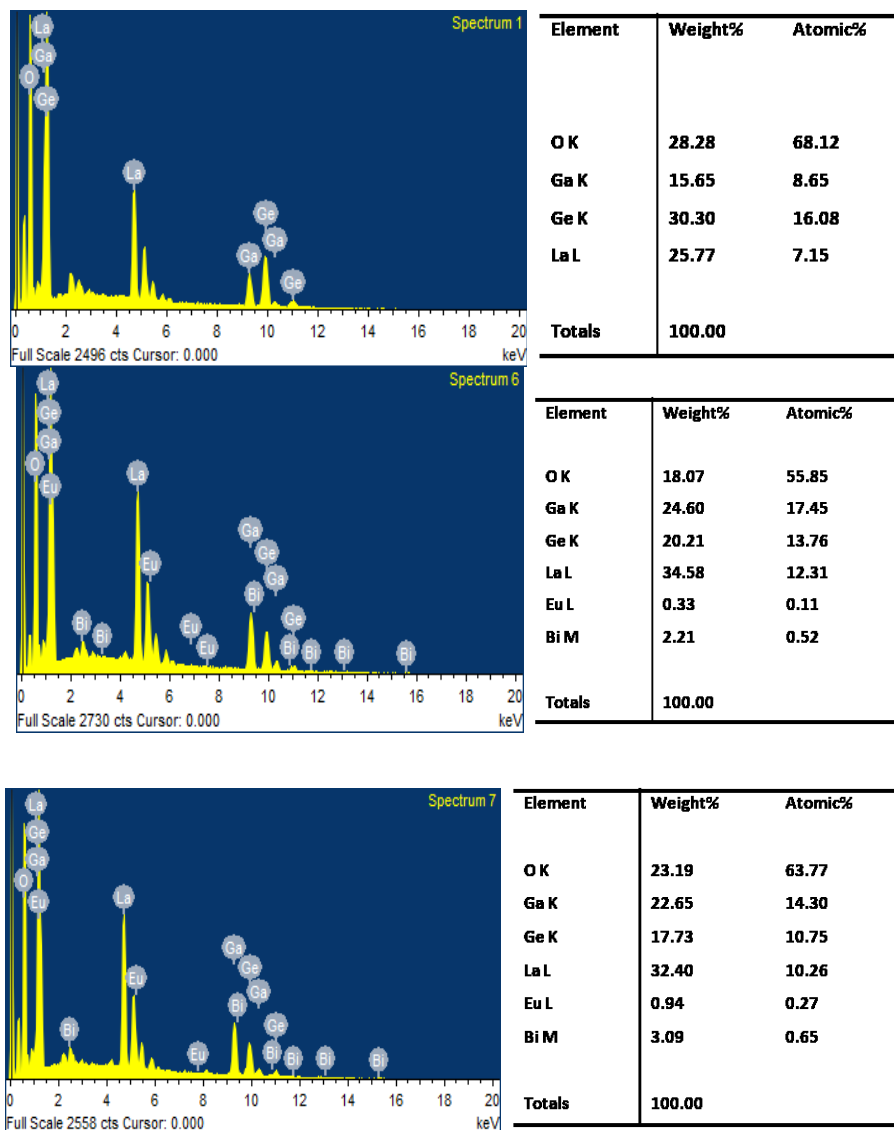 Spectrum 1
La
Ga
O
Ge
La
Ge
Ga
Ga
Ge
0 2 4 6 8 10 12 14 16 18 20
Full Scale 2496 cts Cursor: 0.000 keV
Element Weight% Atomic%
O K 28.28 68.12
Ga K 15.65 8.65
Ge K 30.30 16.08
La L 25.77 7.15
Totals 100.00
Spectrum 6
La
Ge
Ga
O
Eu
La
Ga
Ge
Eu
Ga
Bi
Ge
Bi
Bi
Eu
Eu
Bi
Bi
Bi
Bi
0 2 4 6 8 10 12 14 16 18 20
Full Scale 2730 cts Cursor: 0.000 keV
Element Weight% Atomic%
O K 18.07 55.85
Ga K 24.60 17.45
Ge K 20.21 13.76
La L 34.58 12.31
Eu L 0.33 0.11
Bi M 2.21 0.52
Totals 100.00
Spectrum 7
La
Ge
Ga
O
Eu
La
Ga
Ge
Eu
Ga
Bi
Ge
Bi
Eu
Bi
Bi
Bi
Bi
0 2 4 6 8 10 12 14 16 18 20
Full Scale 2558 cts Cursor: 0.000 keV
Element Weight% Atomic%
O K 23.19 63.77
Ga K 22.65 14.30
Ge K 17.73 10.75
La L 32.40 10.26
Eu L 0.94 0.27
Bi M 3.09 0.65
Totals 100.00